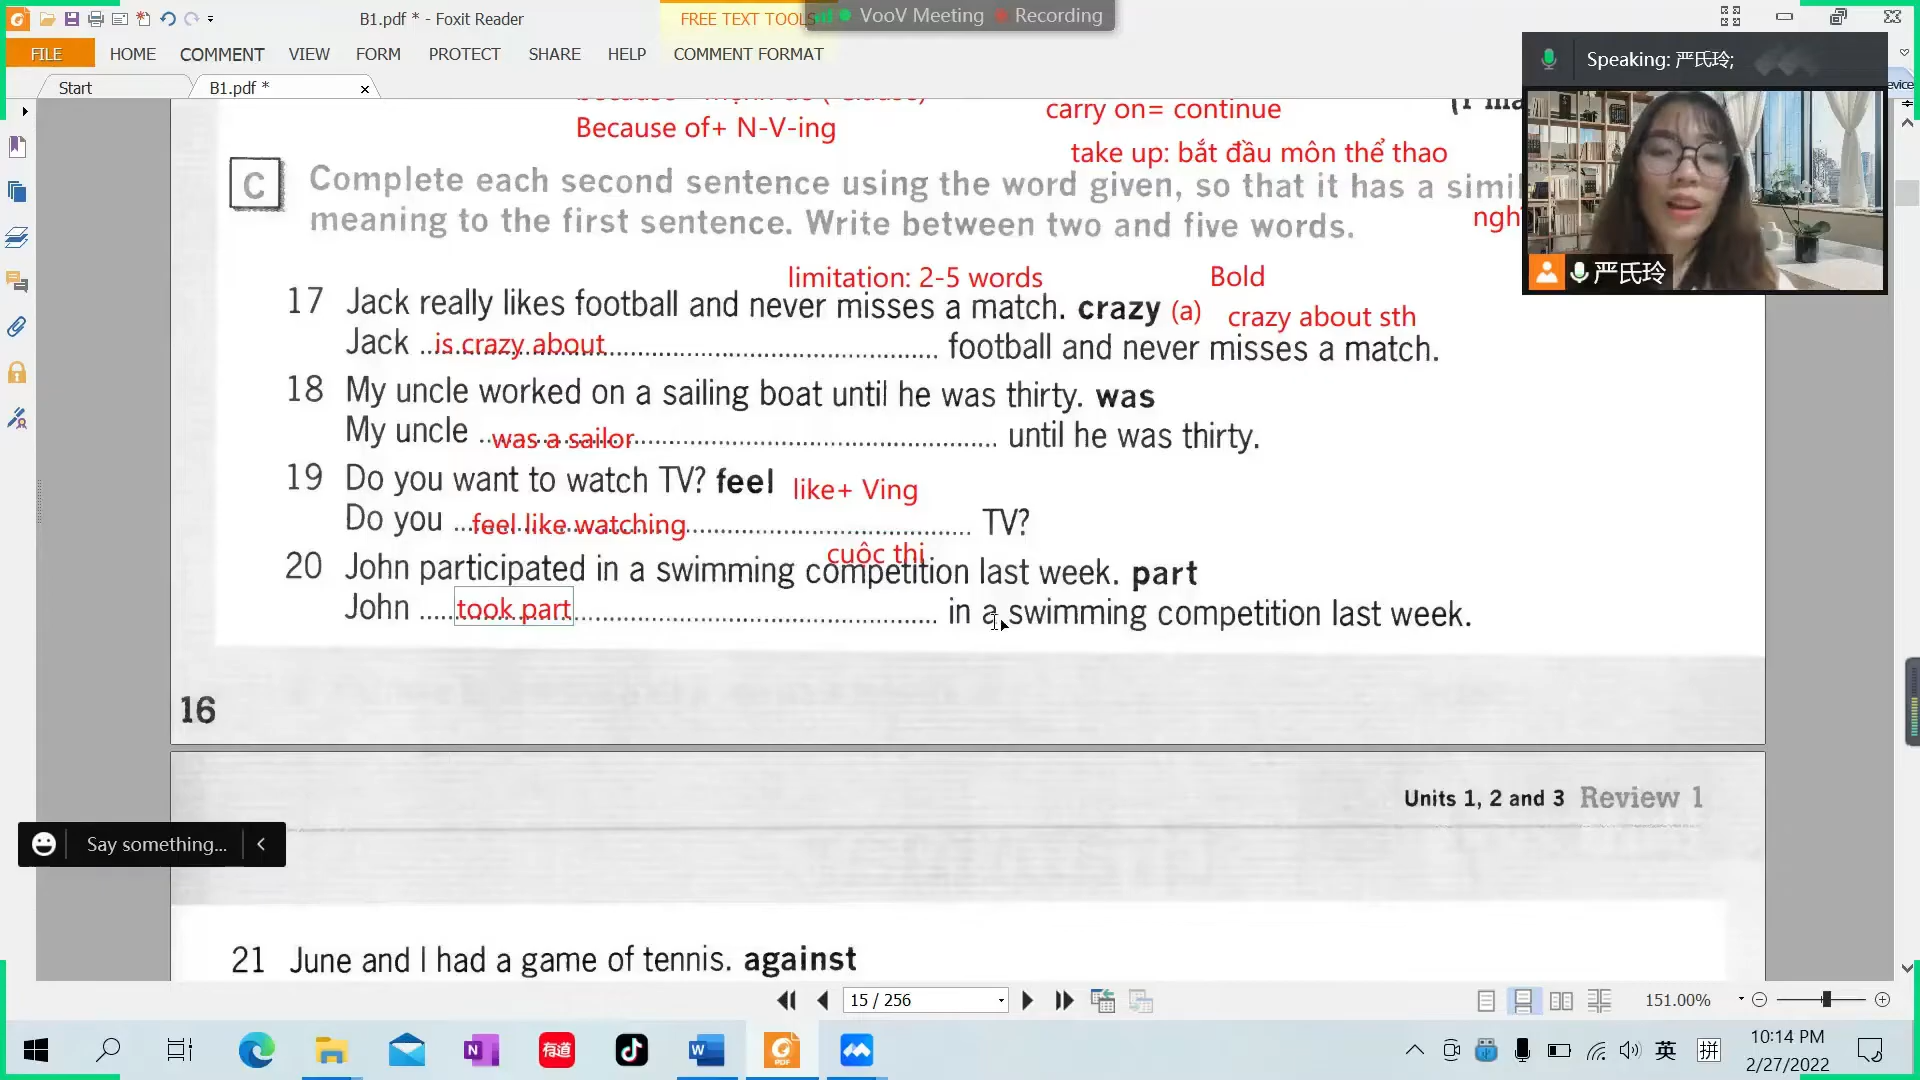 B1.pdf * - Foxit Reader
FREE TEXT TOOLS
VooV Meeting
Recording
FILE
HOME
COMMENT
VIEW
FORM
PROTECT
SHARE
HELP
COMMENT FORMAT
Speaking: 严氏玲;
Start
B1.pdf *
Because of+ N-V-ing
carry on= continue
take up: bắt đầu môn thể thao
C
Complete each second sentence using the word given, so that it has a
meaning to the first sentence. Write between two and five words.
严氏玲
limitation: 2-5 words
Bold
17 Jack really likes football and never misses a match. crazy (a)
crazy about sth
Jack is crazy about football and never misses a match.
18 My uncle worked on a sailing boat until he was thirty. was
My uncle was a sailor until he was thirty.
19 Do you want to watch TV? feel like+ Ving
Do you feel like watching TV?
cuộc thi
20 John participated in a swimming competition last week. part
John took part in a swimming competition last week.
16
Units 1, 2 and 3 Review 1
Say something...
21 June and I had a game of tennis. against
15 / 256
151.00%
有道
英
拼
10:14 PM
2/27/2022